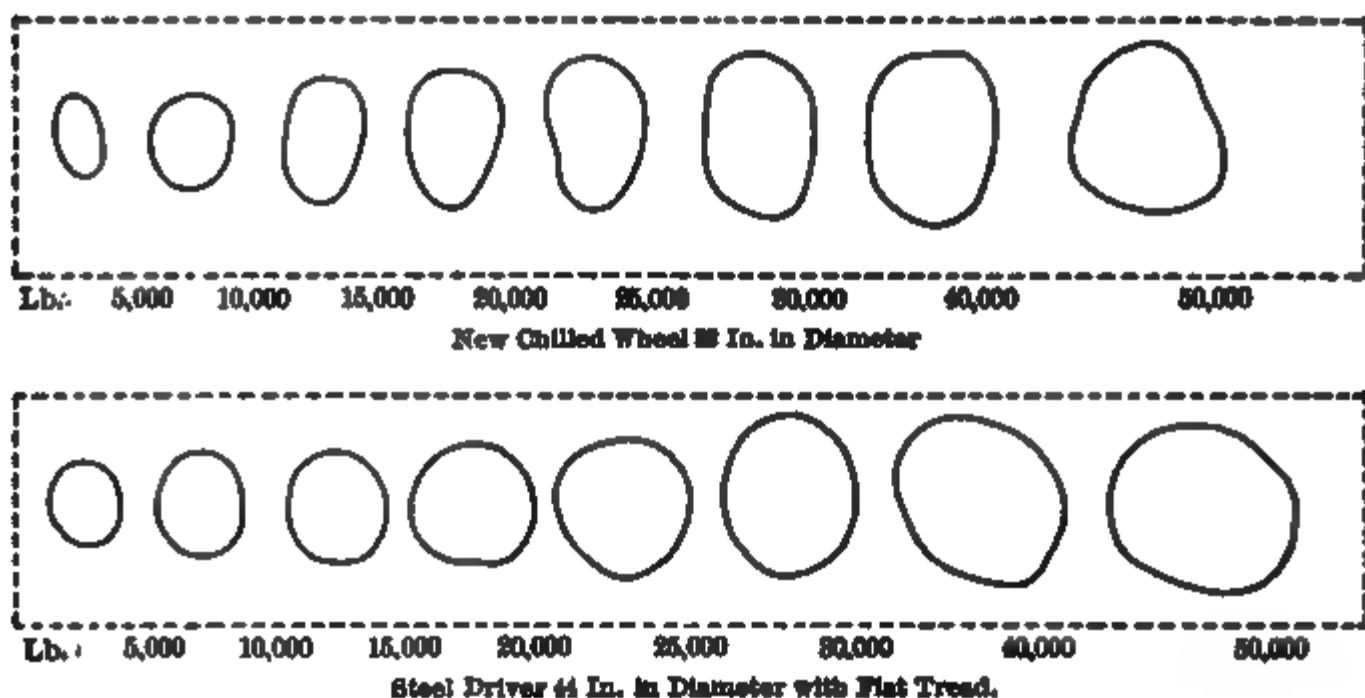 Lb. 5,000 10,000 15,000 20,000 25,000 30,000 40,000 50,000
New Chilled Wheel In. in Diameter
Lb. 5,000 10,000 15,000 20,000 25,000 30,000 40,000 50,000
Steel Driver 44 In. in Diameter with Flat Tread.